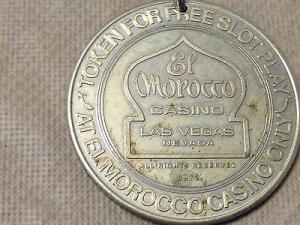 TOKEN FOR FREE SLOT PLAY
El
Morocco
CASINO
LAS VEGAS
NEVADA
ALL RIGHTS RESERVED
AT EL MOROCCO CASINO ONLY